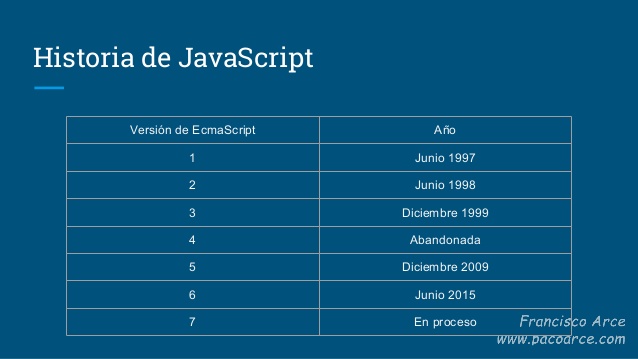 Historia de JavaScript
Versión de EcmaScript Año
1 Junio 1997
2 Junio 1998
3 Diciembre 1999
4 Abandonada
5 Diciembre 2009
6 Junio 2015
7 En proceso
Francisco Arce
www.pacoarce.com